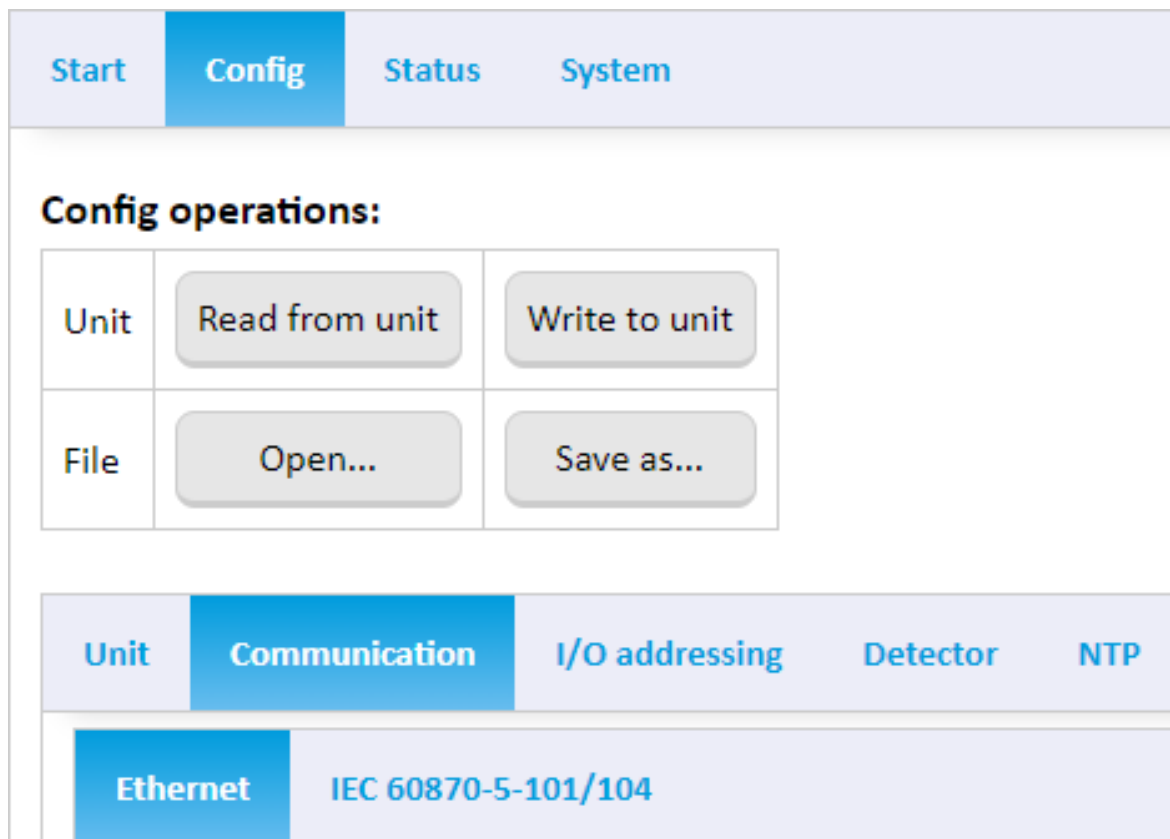 Start Config Status System
Config operations:
Unit Read from unit Write to unit
File Open... Save as...
Unit Communication I/O addressing Detector NTP
Ethernet IEC 60870-5-101/104